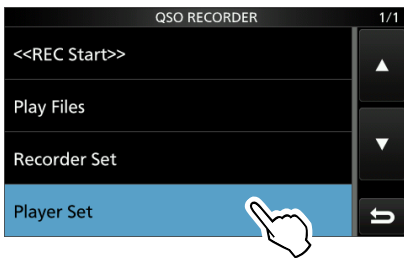 QSO RECORDER 1/1
<<REC Start>>
Play Files
Recorder Set
Player Set